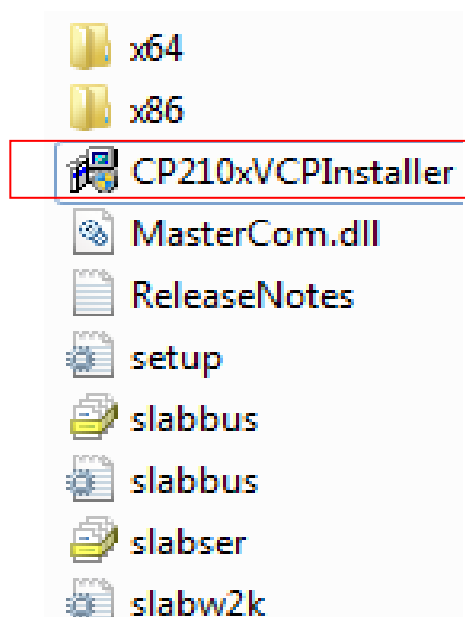 x64
x86
CP210xVCPInstaller
MasterCom.dll
ReleaseNotes
setup
slabbus
slabbus
slabser
slabw2k